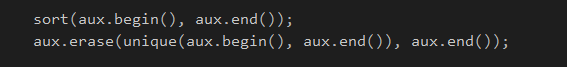 sort(aux.begin(), aux.end());
aux.erase(unique(aux.begin(), aux.end()), aux.end());